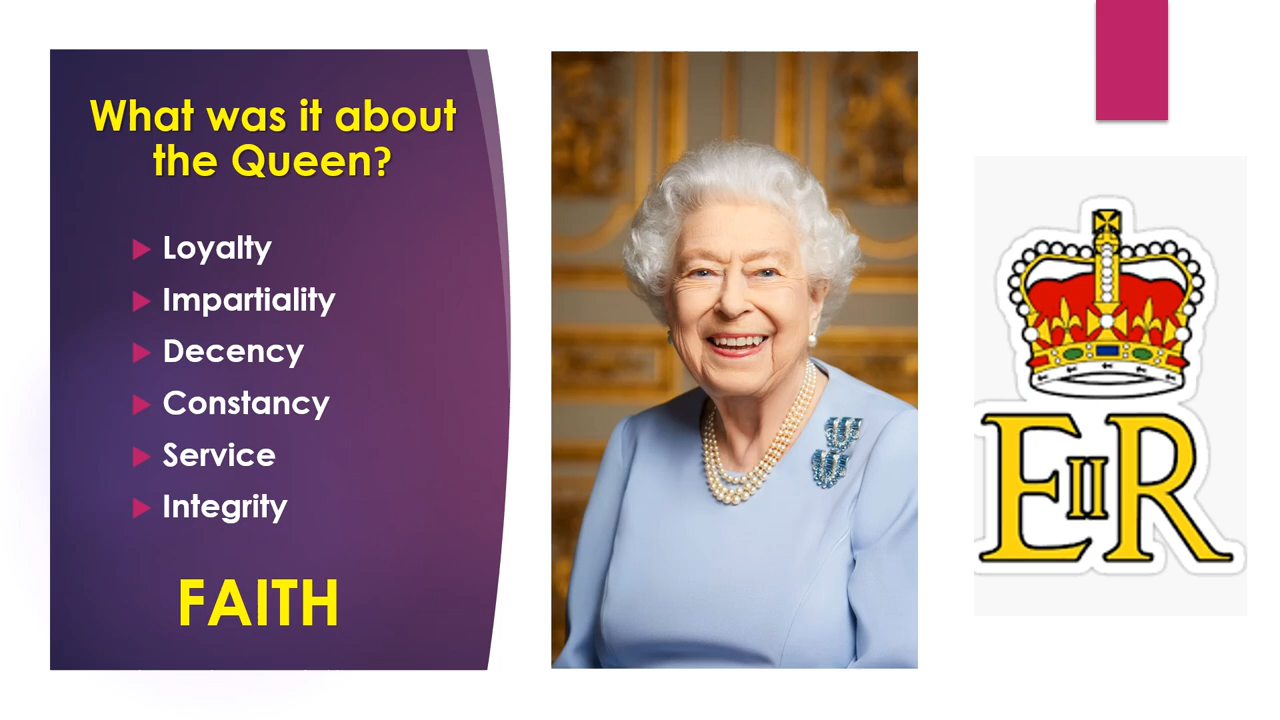 What was it about
the Queen?
Loyalty
Impartiality
Decency
Constancy
Service
Integrity
FAITH
EIIR